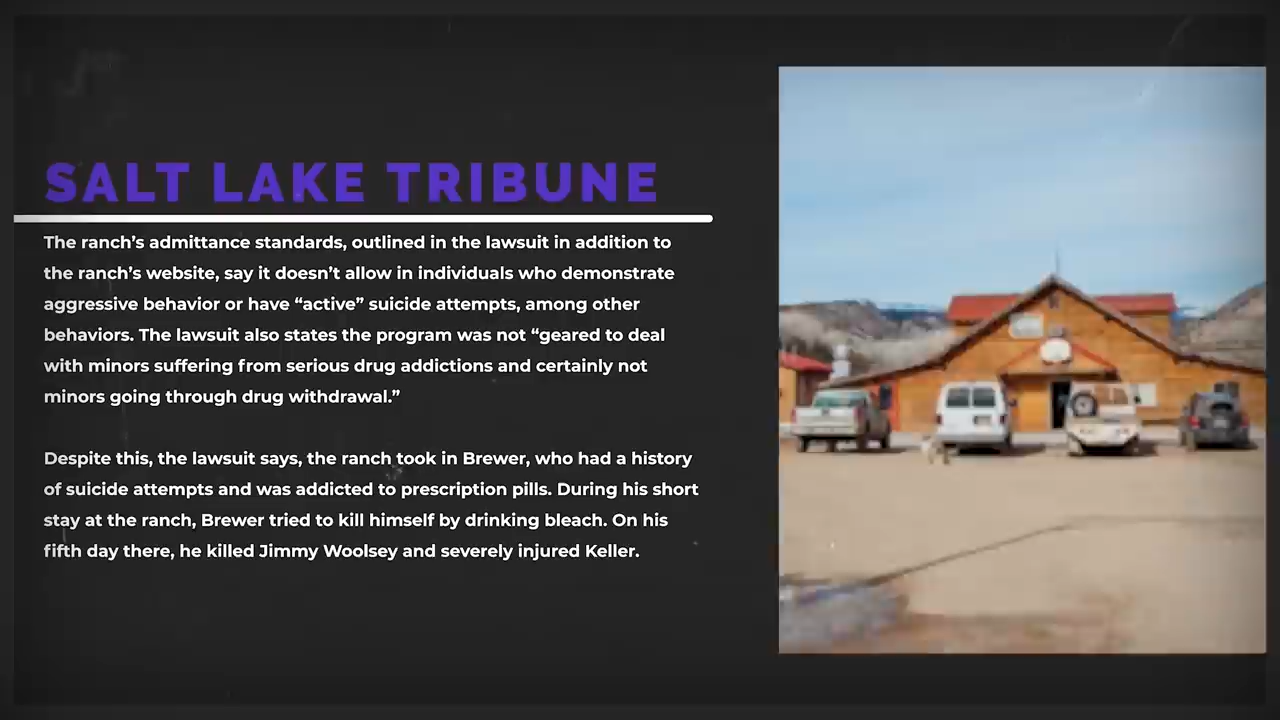 SALT LAKE TRIBUNE
The ranch’s admittance standards, outlined in the lawsuit in addition to
the ranch’s website, say it doesn’t allow in individuals who demonstrate
aggressive behavior or have “active” suicide attempts, among other
behaviors. The lawsuit also states the program was not “geared to deal
with minors suffering from serious drug addictions and certainly not
minors going through drug withdrawal.”
Despite this, the lawsuit says, the ranch took in Brewer, who had a history
of suicide attempts and was addicted to prescription pills. During his short
stay at the ranch, Brewer tried to kill himself by drinking bleach. On his
fifth day there, he killed Jimmy Woolsey and severely injured Keller.